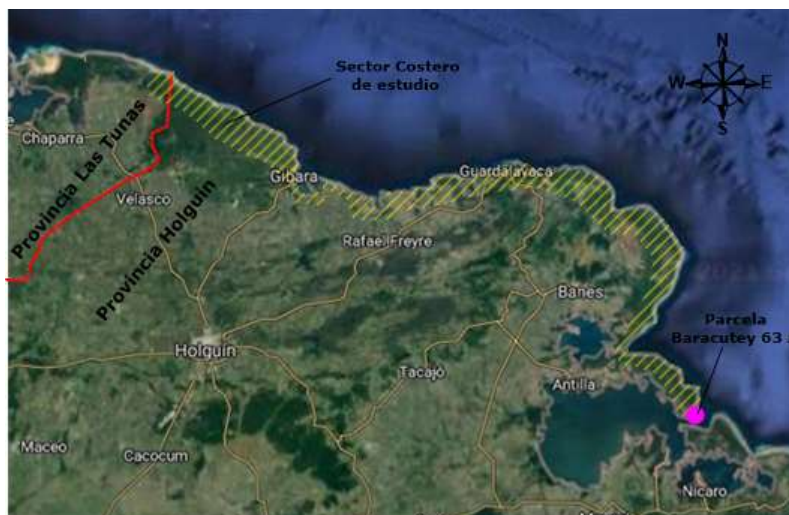 Sector Costero
de estudio
N
W
E
S
Chaparra
Provincia Las Tunas
Gibara
Guardalavaca
Velasco
Provincia Holguin
Rafael Freyre
Banes
Parcela
Baracutey 63
Holguín
Tacajó
Antilla
Maceo
Cacocum
Nicaro